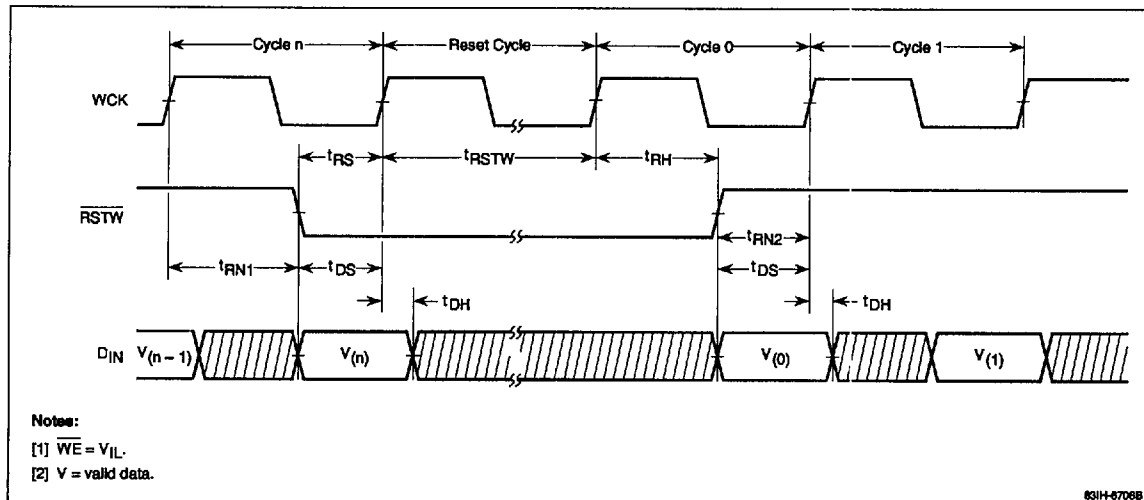 Cycle n Reset Cycle Cycle 0 Cycle 1
WCK
tRS tRSTW tRH
RSTW
tRN2
tRN1 tDS tDS
tDH tDH
DIN V(n – 1) V(n) V(0) V(1)
Notes:
[1] WE = VIL.
[2] V = valid data.
83IH-6706B